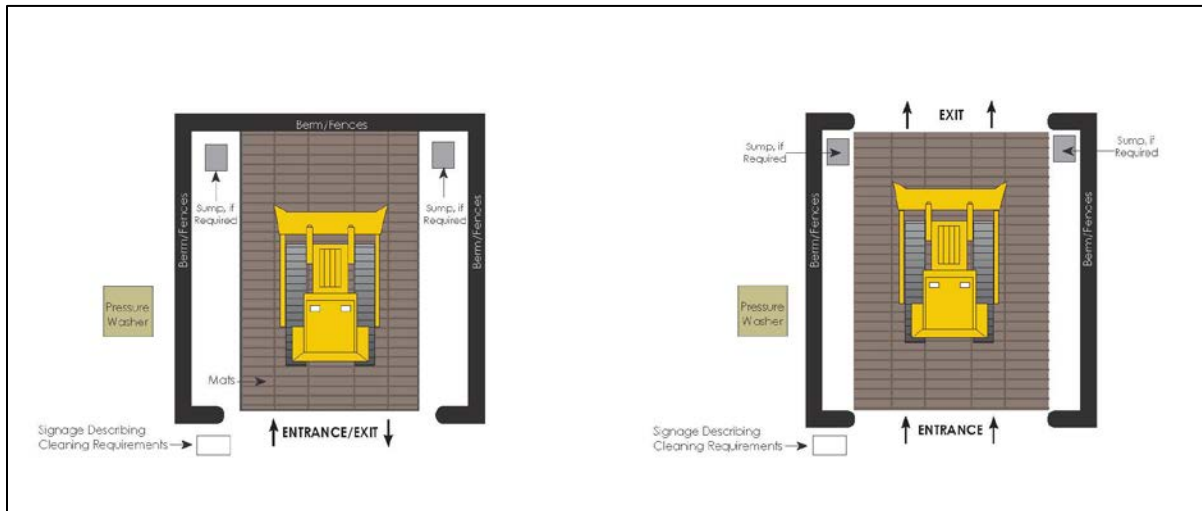 Berm/Fences
Berm/Fences
Berm/Fences
Sump, if
Required
Sump, if
Required
Pressure
Washer
Mats
Signage Describing
Cleaning Requirements
ENTRANCE/EXIT
EXIT
Sump, if
Required
Sump, if
Required
Berm/Fences
Berm/Fences
Pressure
Washer
Signage Describing
Cleaning Requirements
ENTRANCE